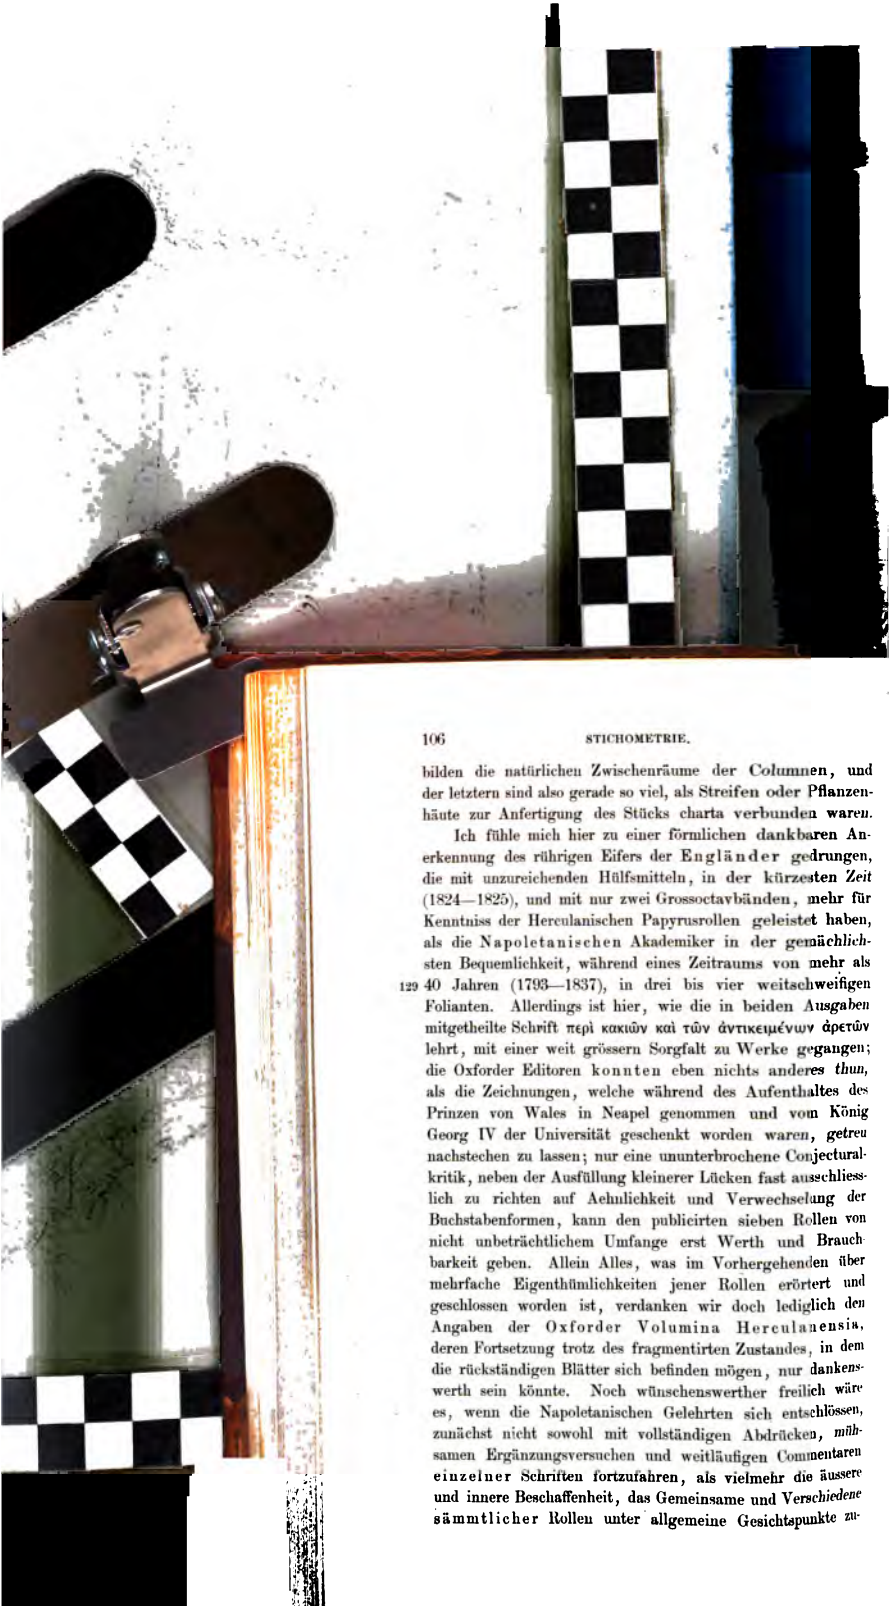 106 STICHOMETRIE.
bilden die natürlichen Zwischenräume der Columnen, und
der letztern sind also gerade so viel, als Streifen oder Pflanzen-
häute zur Anfertigung des Stücks charta verbunden waren.
Ich fühle mich hier zu einer förmlichen dankbaren An-
erkennung des rührigen Eifers der Engländer gedrungen,
die mit unzureichenden Hülfsmitteln, in der kürzesten Zeit
(1824—1825), und mit nur zwei Grossoctavbänden, mehr für
Kenntniss der Herculanischen Papyrusrollen geleistet haben,
als die Napoletanischen Akademiker in der gemächlich-
sten Bequemlichkeit, während eines Zeitraums von mehr als
129 40 Jahren (1793—1837), in drei bis vier weitschweifigen
Folianten. Allerdings ist hier, wie die in beiden Ausgaben
mitgetheilte Schrift περὶ κακιῶν καὶ τῶν ἀντικειμένων ἀρετῶν
lehrt, mit einer weit grössern Sorgfalt zu Werke gegangen;
die Oxforder Editoren konnten eben nichts anderes thun,
als die Zeichnungen, welche während des Aufenthaltes des
Prinzen von Wales in Neapel genommen und vom König
Georg IV der Universität geschenkt worden waren, getreu
nachstechen zu lassen; nur eine ununterbrochene Conjectural-
kritik, neben der Ausfüllung kleinerer Lücken fast ausschliess-
lich zu richten auf Aehnlichkeit und Verwechselung der
Buchstabenformen, kann den publicirten sieben Rollen von
nicht unbeträchtlichem Umfange erst Werth und Brauch-
barkeit geben. Allein Alles, was im Vorhergehenden über
mehrfache Eigenthümlichkeiten jener Rollen erörtert und
geschlossen worden ist, verdanken wir doch lediglich den
Angaben der Oxforder Volumina Herculanensia,
deren Fortsetzung trotz des fragmentirten Zustandes, in dem
die rückständigen Blätter sich befinden mögen, nur dankens-
werth sein könnte. Noch wünschenswerther freilich wäre
es, wenn die Napoletanischen Gelehrten sich entschlössen,
zunächst nicht sowohl mit vollständigen Abdrücken, müh-
samen Ergänzungsversuchen und weitläufigen Commentaren
einzelner Schriften fortzufahren, als vielmehr die äussere
und innere Beschaffenheit, das Gemeinsame und Verschiedene
sämmtlicher Rollen unter allgemeine Gesichtspunkte zu-